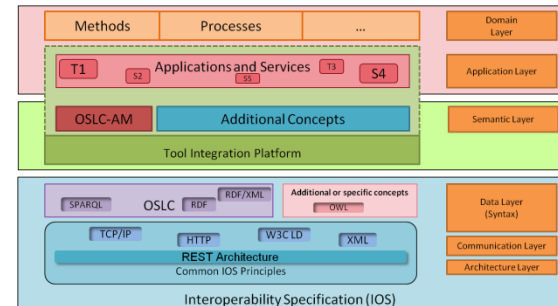 Methods
Processes
...
Domain
Layer
T1
S2
Applications and Services
S5
T3
S4
Application Layer
OSLC-AM
Additional Concepts
Semantic Layer
Tool Integration Platform
SPARQL
OSLC
RDF
RDF/XML
Additional or specific concepts
OWL
Data Layer
(Syntax)
TCP/IP
HTTP
W3C LD
XML
Communication Layer
REST Architecture
Common IOS Principles
Architecture Layer
Interoperability Specification (IOS)